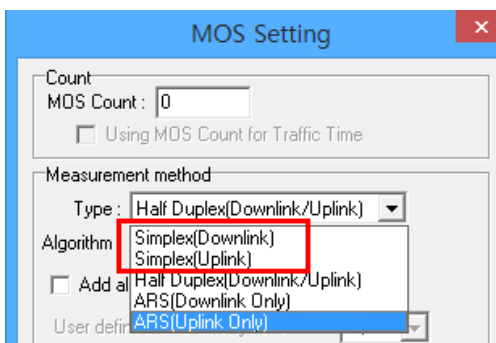 MOS Setting
×
Count
MOS Count : 0
Using MOS Count for Traffic Time
Measurement method
Type : Half Duplex(Downlink/Uplink)
Algorithm
Simplex(Downlink)
Simplex(Uplink)
Add al
Half Duplex(Downlink/Uplink)
ARS(Downlink Only)
User defin
ARS(Uplink Only)